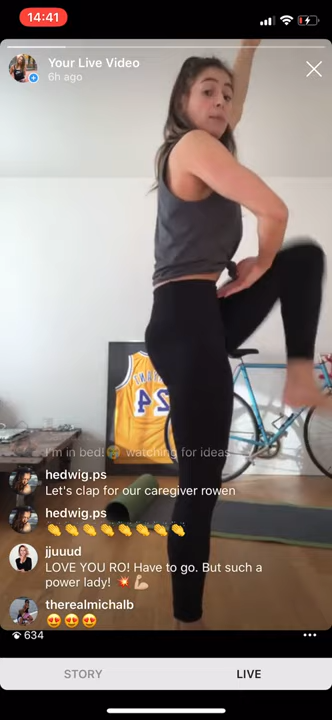 14:41
Your Live Video
6h ago
24
I'm in bed! watching for ideas
hedwig.ps
Let's clap for our caregiver rowen
hedwig.ps
👏👏👏👏👏👏👏👏
jjuuud
LOVE YOU RO! Have to go. But such a
power lady! 💥💪🏼
therealmichalb
😍😍😍
634
STORY LIVE